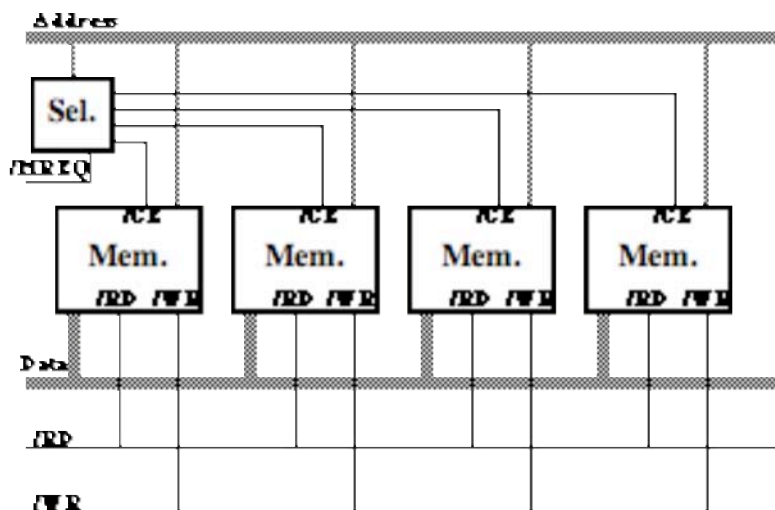 Address
Sel.
/MREQ
/CE /CE /CE /CE
Mem. Mem. Mem. Mem.
/RD /WR /RD /WR /RD /WR /RD /WR
Data
/RD
/WR